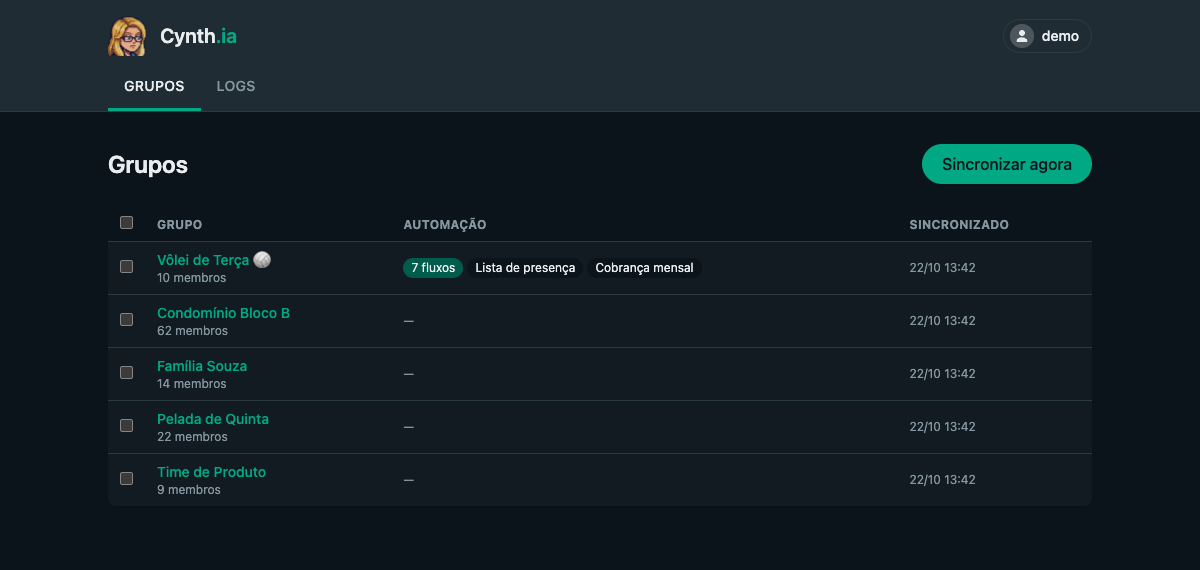 Cynth.ia
demo
GRUPOS LOGS
Grupos
Sincronizar agora
GRUPO AUTOMAÇÃO SINCRONIZADO
Vôlei de Terça 🏐
10 membros
7 fluxos Lista de presença Cobrança mensal
22/10 13:42
Condomínio Bloco B
62 membros
—
22/10 13:42
Família Souza
14 membros
—
22/10 13:42
Pelada de Quinta
22 membros
—
22/10 13:42
Time de Produto
9 membros
—
22/10 13:42